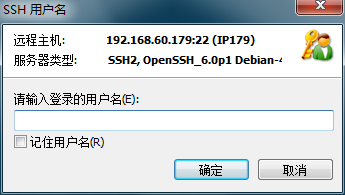 SSH 用户名
远程主机: 192.168.60.179:22 (IP179)
服务器类型: SSH2, OpenSSH_6.0p1 Debian-4
请输入登录的用户名(E):
记住用户名(R)
确定 取消